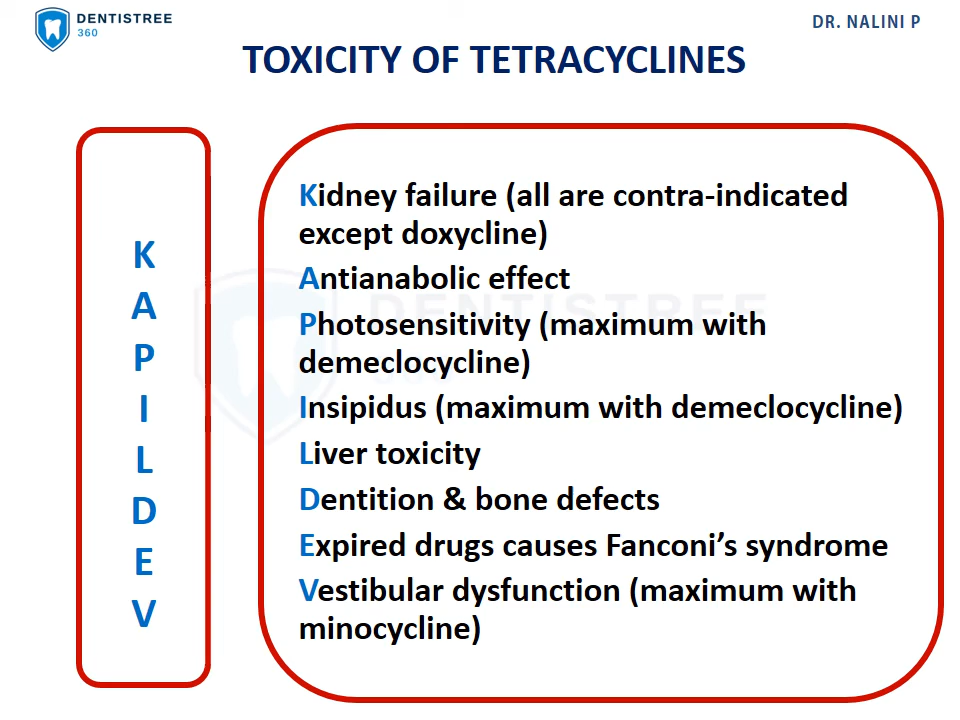 DENTISTREE
360
DR. NALINI P
TOXICITY OF TETRACYCLINES
K
A
P
I
L
D
E
V
Kidney failure (all are contra-indicated
except doxycline)
Antianabolic effect
Photosensitivity (maximum with
demeclocycline)
Insipidus (maximum with demeclocycline)
Liver toxicity
Dentition & bone defects
Expired drugs causes Fanconi’s syndrome
Vestibular dysfunction (maximum with
minocycline)
DENTISTREE
360